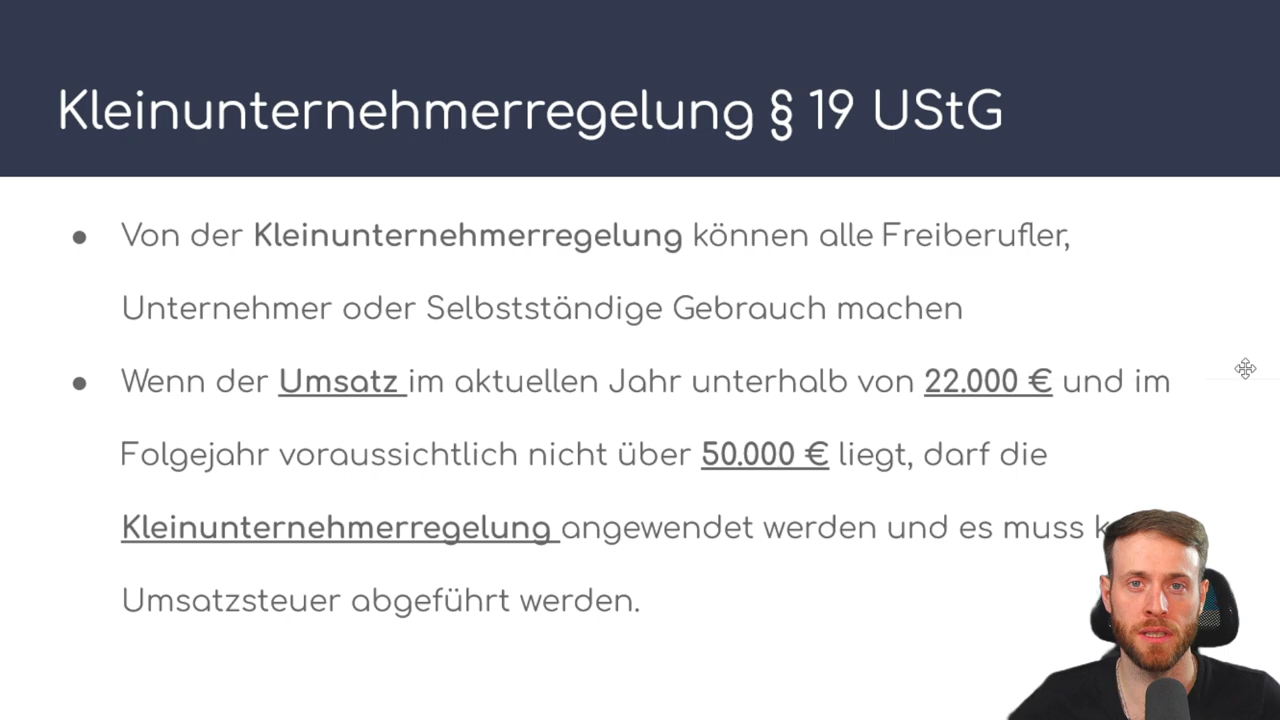 Kleinunternehmerregelung § 19 UStG
● Von der Kleinunternehmerregelung können alle Freiberufler,
Unternehmer oder Selbstständige Gebrauch machen
● Wenn der Umsatz im aktuellen Jahr unterhalb von 22.000 € und im
Folgejahr voraussichtlich nicht über 50.000 € liegt, darf die
Kleinunternehmerregelung angewendet werden und es muss
Umsatzsteuer abgeführt werden.